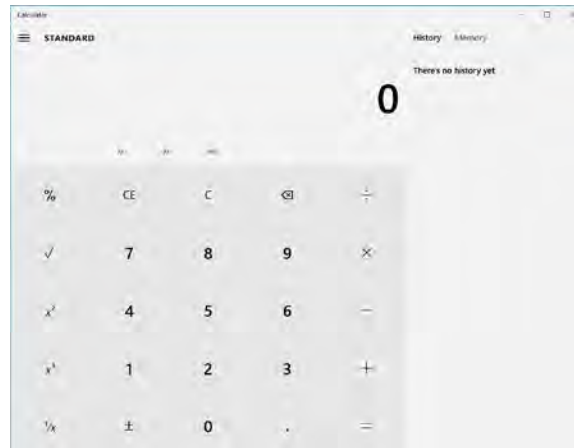 Calculator
STANDARD
History Memory
There's no history yet
0
% CE C ÷
√ 7 8 9 ×
x² 4 5 6 −
x³ 1 2 3 +
¹/x ± 0 . =